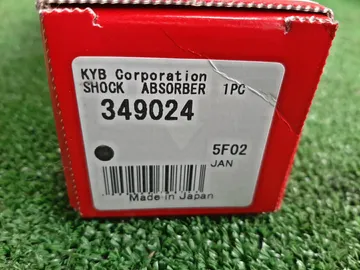 KYB Corporation
SHOCK ABSORBER 1PC
349024
5F02
JAN
Made in Japan